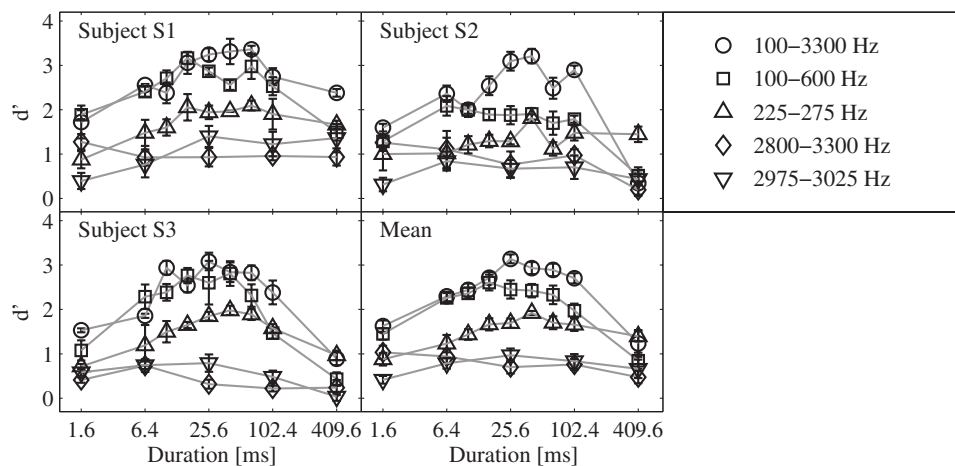 Subject S1
Subject S2
4
3
2
1
0
d'
100–3300 Hz
100–600 Hz
225–275 Hz
2800–3300 Hz
2975–3025 Hz
Subject S3
Mean
4
3
2
1
0
d'
1.6 6.4 25.6 102.4 409.6
1.6 6.4 25.6 102.4 409.6
Duration [ms]
Duration [ms]